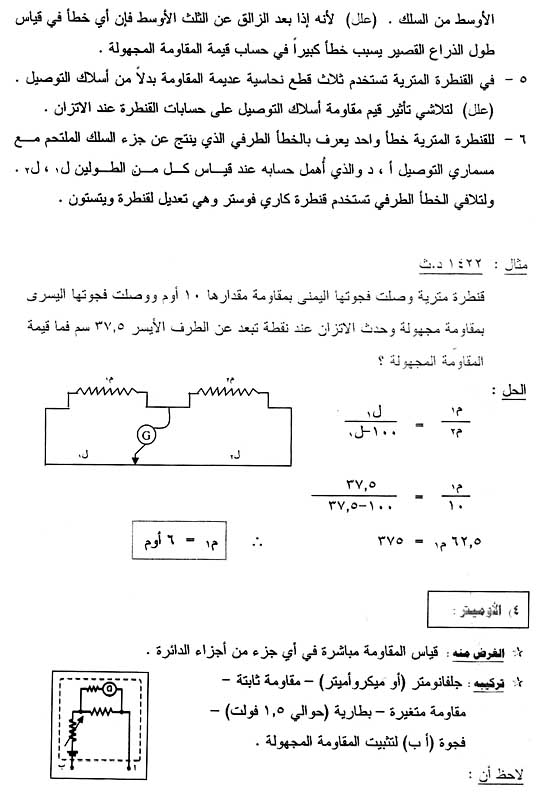 الأوسط من السلك . (علل) لأنه إذا بعد الزالق عن الثلث الأوسط فإن أي خطأ في قياس
طول الذراع القصير يسبب خطأ كبيراً في حساب قيمة المقاومة المجهولة .
٥ - في القنطرة المترية تستخدم ثلاث قطع نحاسية عديمة المقاومة بدلاً من أسلاك التوصيل .
(علل) لتلاشي تأثير قيم مقاومة أسلاك التوصيل على حسابات القنطرة عند الاتزان .
٦ - للقنطرة المترية خطأ واحد يعرف بالخطأ الطرفي الذي ينتج عن جزء السلك الملتحم مع
مسماري التوصيل أ ، د والذي أُهمل حسابه عند قياس كل من الطولين ل١ ، ل٢ .
ولتلافي الخطأ الطرفي تستخدم قنطرة كاري فوستر وهي تعديل لقنطرة ويتستون .
مثال : ١٤٢٢ د.ث
قنطرة مترية وصلت فجوتها اليمنى بمقاومة مقدارها ١٠ أوم ووصلت فجوتها اليسرى
بمقاومة مجهولة وحدث الاتزان عند نقطة تبعد عن الطرف الأيسر ٣٧,٥ سم فما قيمة
المقاومة المجهولة ؟
الحل :
م١ م٢
G
ل١ ل٢
م١ / م٢ = ل١ / ١٠٠-ل١
م١ / ١٠ = ٣٧,٥ / ١٠٠-٣٧,٥
٦٢,٥ م١ = ٣٧٥ ∴ م١ = ٦ أوم
٤) الأوميتر :
☆ الغرض منه : قياس المقاومة مباشرة في أي جزء من أجزاء الدائرة .
☆ تركيبه : جلفانومتر (أو ميكروأميتر) – مقاومة ثابتة –
مقاومة متغيرة – بطارية (حوالي ١,٥ فولت) –
فجوة (أ ب) لتثبيت المقاومة المجهولة .
G
أ ب
لاحظ أن :